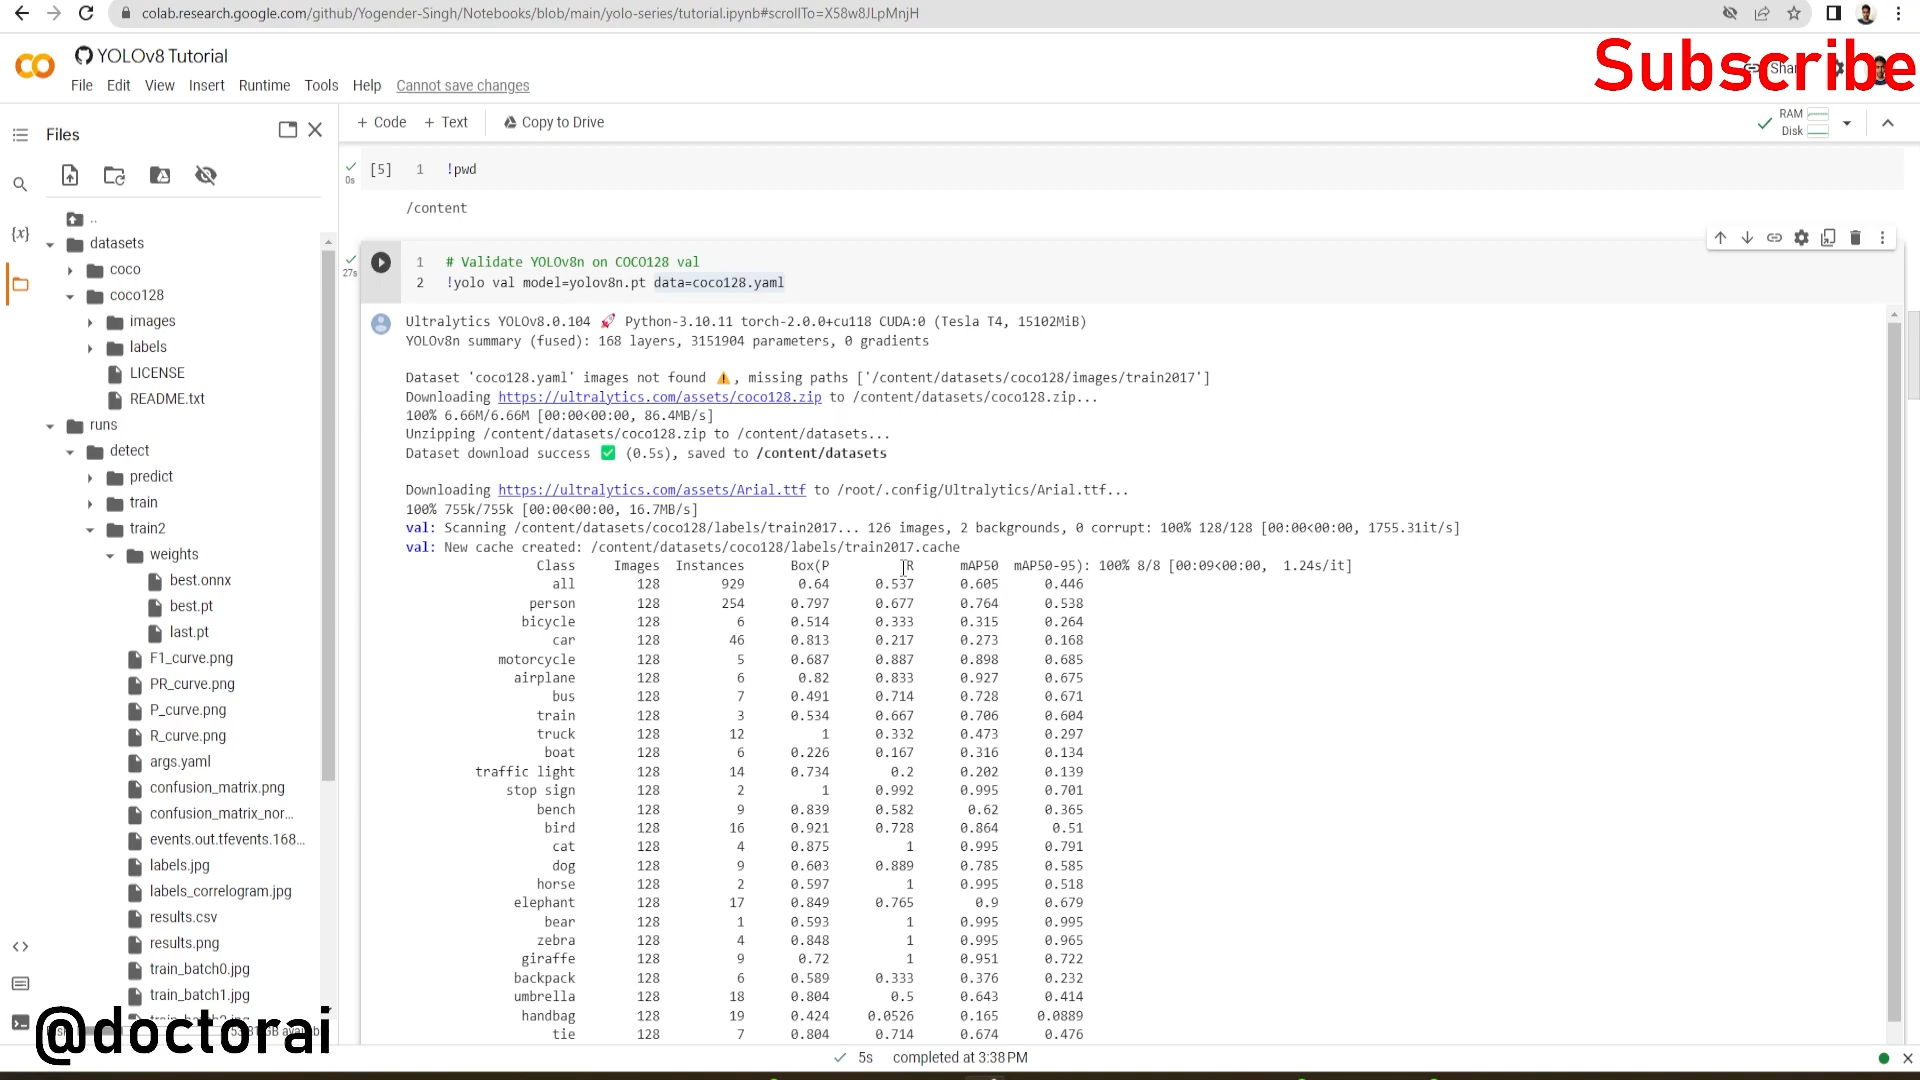 colab.research.google.com/github/Yogender-Singh/Notebooks/blob/main/yolo-series/tutorial.ipynb#scrollTo=X58w8JLpMnjH
CO
YOLOv8 Tutorial
Subscribe
File Edit View Insert Runtime Tools Help Cannot save changes
Files
+ Code + Text Copy to Drive
RAM
Disk
[5] 1 !pwd
0s
/content
{x}
..
datasets
coco
coco128
images
labels
LICENSE
README.txt
runs
detect
predict
train
train2
weights
best.onnx
best.pt
last.pt
F1_curve.png
PR_curve.png
P_curve.png
R_curve.png
args.yaml
confusion_matrix.png
confusion_matrix_nor...
events.out.tfevents.168...
labels.jpg
labels_correlogram.jpg
results.csv
results.png
train_batch0.jpg
train_batch1.jpg
@doctorai
27s
1 # Validate YOLOv8n on COCO128 val
2 !yolo val model=yolov8n.pt data=coco128.yaml
Ultralytics YOLOv8.0.104 🚀 Python-3.10.11 torch-2.0.0+cu118 CUDA:0 (Tesla T4, 15102MiB)
YOLOv8n summary (fused): 168 layers, 3151904 parameters, 0 gradients
Dataset 'coco128.yaml' images not found ⚠️, missing paths ['/content/datasets/coco128/images/train2017']
Downloading https://ultralytics.com/assets/coco128.zip to /content/datasets/coco128.zip...
100% 6.66M/6.66M [00:00<00:00, 86.4MB/s]
Unzipping /content/datasets/coco128.zip to /content/datasets...
Dataset download success ✅ (0.5s), saved to /content/datasets
Downloading https://ultralytics.com/assets/Arial.ttf to /root/.config/Ultralytics/Arial.ttf...
100% 755k/755k [00:00<00:00, 16.7MB/s]
val: Scanning /content/datasets/coco128/labels/train2017... 126 images, 2 backgrounds, 0 corrupt: 100% 128/128 [00:00<00:00, 1755.31it/s]
val: New cache created: /content/datasets/coco128/labels/train2017.cache
Class Images Instances Box(P R mAP50 mAP50-95): 100% 8/8 [00:09<00:00, 1.24s/it]
all 128 929 0.64 0.537 0.605 0.446
person 128 254 0.797 0.677 0.764 0.538
bicycle 128 6 0.514 0.333 0.315 0.264
car 128 46 0.813 0.217 0.273 0.168
motorcycle 128 5 0.687 0.887 0.898 0.685
airplane 128 6 0.82 0.833 0.927 0.675
bus 128 7 0.491 0.714 0.728 0.671
train 128 3 0.534 0.667 0.706 0.604
truck 128 12 1 0.332 0.473 0.297
boat 128 6 0.226 0.167 0.316 0.134
traffic light 128 14 0.734 0.2 0.202 0.139
stop sign 128 2 1 0.992 0.995 0.701
bench 128 9 0.839 0.582 0.62 0.365
bird 128 16 0.921 0.728 0.864 0.51
cat 128 4 0.875 1 0.995 0.791
dog 128 9 0.603 0.889 0.785 0.585
horse 128 2 0.597 1 0.995 0.518
elephant 128 17 0.849 0.765 0.9 0.679
bear 128 1 0.593 1 0.995 0.995
zebra 128 4 0.848 1 0.995 0.965
giraffe 128 9 0.72 1 0.951 0.722
backpack 128 6 0.589 0.333 0.376 0.232
umbrella 128 18 0.804 0.5 0.643 0.414
handbag 128 19 0.424 0.0526 0.165 0.0889
tie 128 7 0.804 0.714 0.674 0.476
5s completed at 3:38 PM